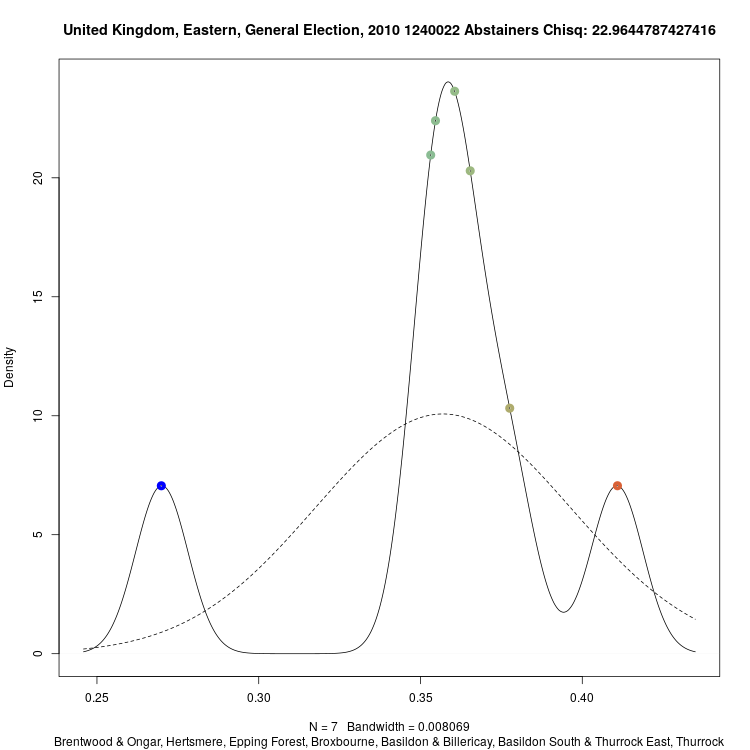 United Kingdom, Eastern, General Election, 2010 1240022 Abstainers Chisq: 22.9644787427416
Density
20
15
10
5
0
0.25 0.30 0.35 0.40
N = 7 Bandwidth = 0.008069
Brentwood & Ongar, Hertsmere, Epping Forest, Broxbourne, Basildon & Billericay, Basildon South & Thurrock East, Thurrock